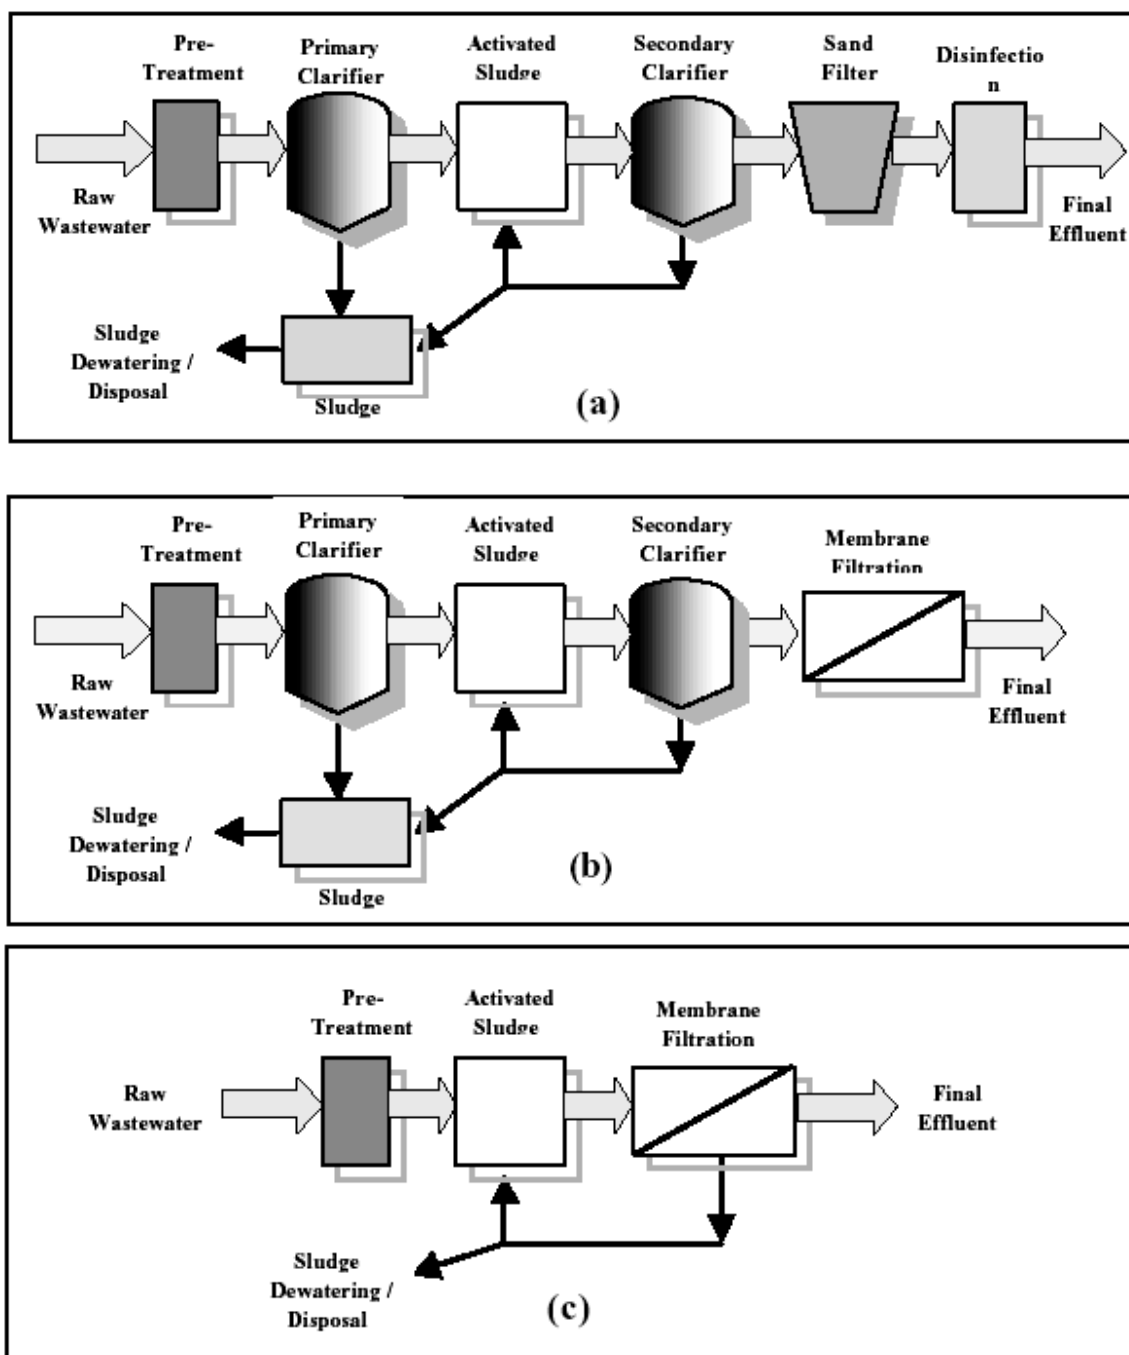 Pre-
Treatment
Primary
Clarifier
Activated
Sludge
Secondary
Clarifier
Sand
Filter
Disinfectio
n
Raw
Wastewater
Final
Effluent
Sludge
Dewatering /
Disposal
Sludge
(a)
Pre-
Treatment
Primary
Clarifier
Activated
Sludge
Secondary
Clarifier
Membrane
Filtration
Raw
Wastewater
Final
Effluent
Sludge
Dewatering /
Disposal
Sludge
(b)
Pre-
Treatment
Activated
Sludge
Membrane
Filtration
Raw
Wastewater
Final
Effluent
Sludge
Dewatering /
Disposal
(c)